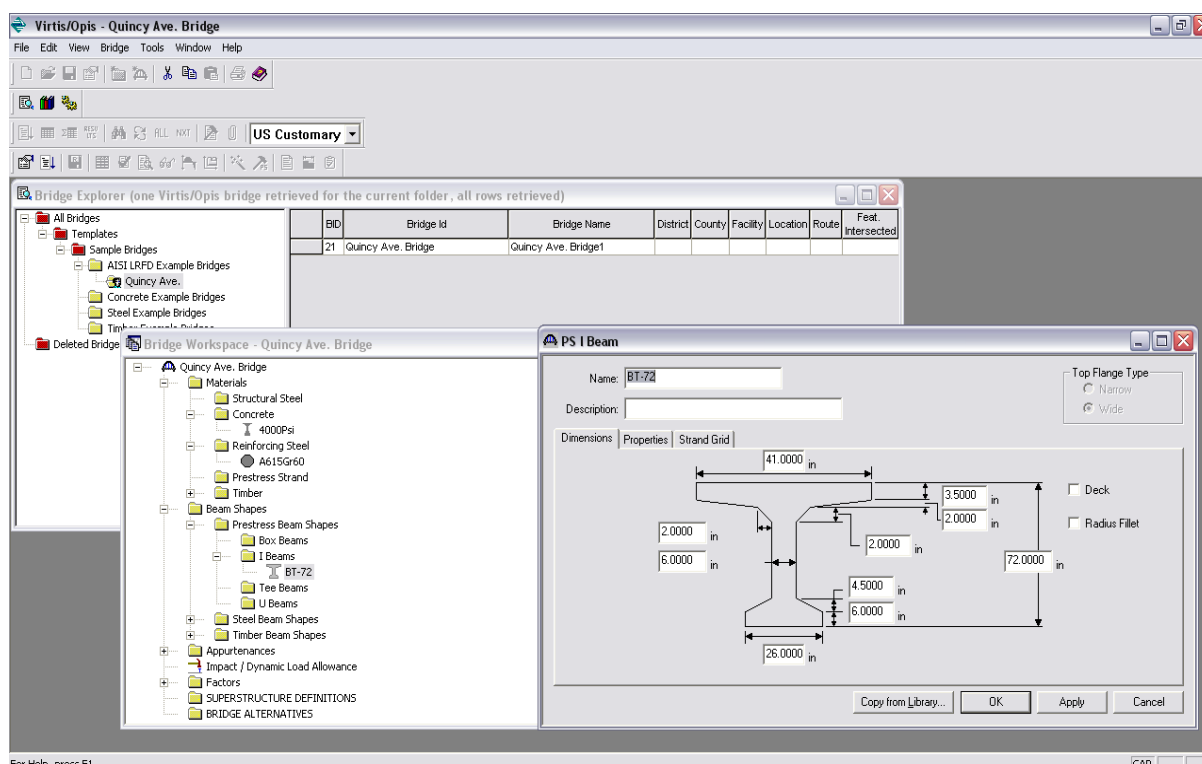 Virtis/Opis - Quincy Ave. Bridge
File Edit View Bridge Tools Window Help
ALL NXT US Customary
Bridge Explorer (one Virtis/Opis bridge retrieved for the current folder, all rows retrieved)
All Bridges
Templates
Sample Bridges
AISI LRFD Example Bridges
Quincy Ave.
Concrete Example Bridges
Steel Example Bridges
Deleted Bridge
BID Bridge Id Bridge Name District County Facility Location Route Feat. Intersected
21 Quincy Ave. Bridge Quincy Ave. Bridge1
Bridge Workspace - Quincy Ave. Bridge
Quincy Ave. Bridge
Materials
Structural Steel
Concrete
4000Psi
Reinforcing Steel
A615Gr60
Prestress Strand
Timber
Beam Shapes
Prestress Beam Shapes
Box Beams
I Beams
BT-72
Tee Beams
U Beams
Steel Beam Shapes
Timber Beam Shapes
Appurtenances
Impact / Dynamic Load Allowance
Factors
SUPERSTRUCTURE DEFINITIONS
BRIDGE ALTERNATIVES
PS I Beam
Name: BT-72
Description:
Top Flange Type
Narrow
Wide
Dimensions Properties Strand Grid
41.0000 in
3.5000 in
2.0000 in
2.0000 in
2.0000 in
6.0000 in
72.0000 in
4.5000 in
6.0000 in
26.0000 in
Deck
Radius Fillet
Copy from Library... OK Apply Cancel
For Help, press F1
CAP